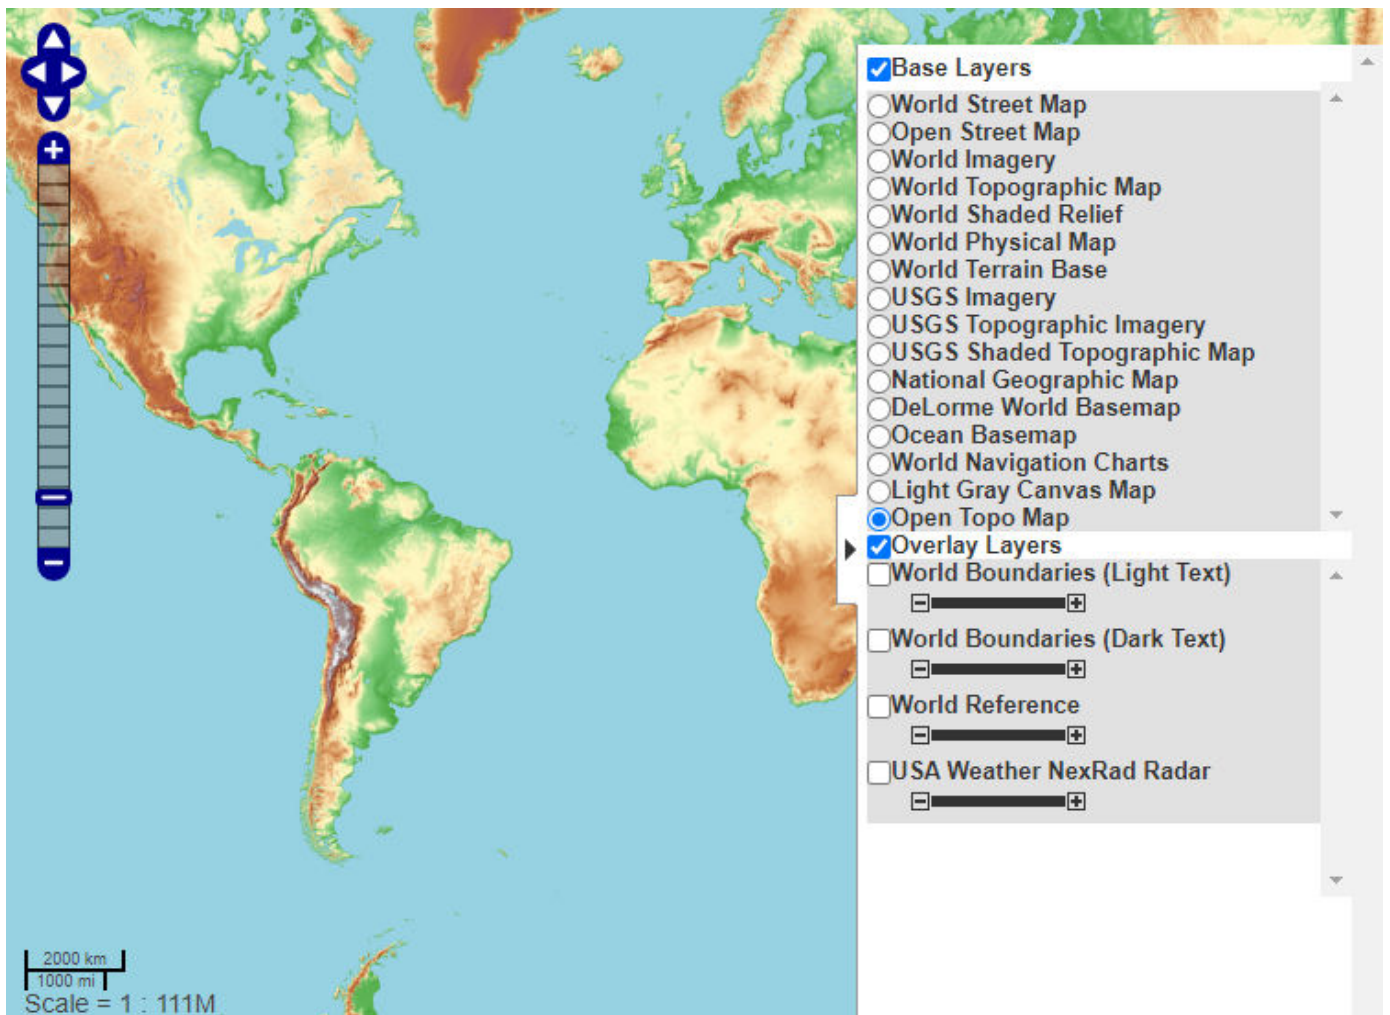 Base Layers
World Street Map
Open Street Map
World Imagery
World Topographic Map
World Shaded Relief
World Physical Map
World Terrain Base
USGS Imagery
USGS Topographic Imagery
USGS Shaded Topographic Map
National Geographic Map
DeLorme World Basemap
Ocean Basemap
World Navigation Charts
Light Gray Canvas Map
Open Topo Map
Overlay Layers
World Boundaries (Light Text)
World Boundaries (Dark Text)
World Reference
USA Weather NexRad Radar
2000 km
1000 mi
Scale = 1 : 111M